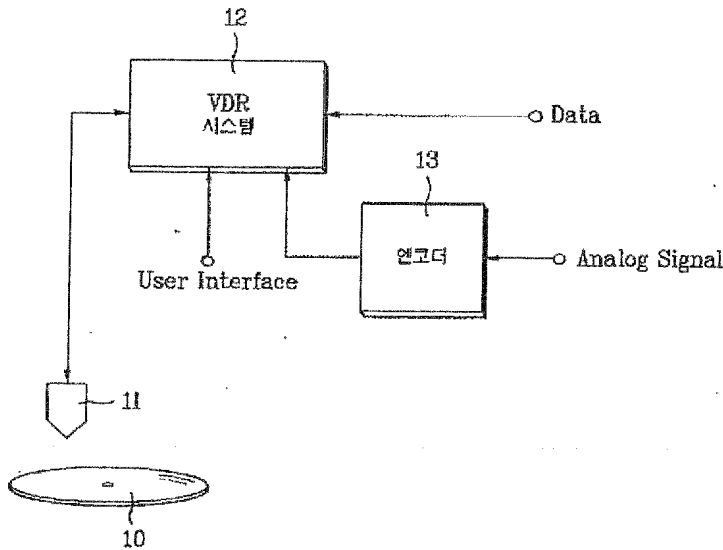 12
VDR
시스템
Data
13
엔코더
Analog Signal
User Interface
11
10